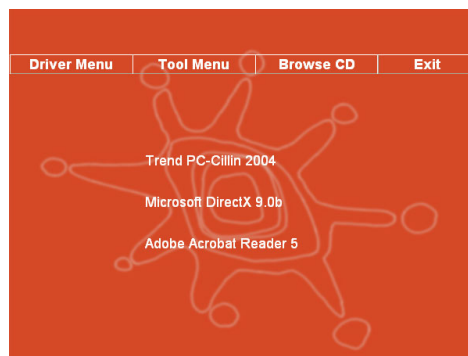 Driver Menu Tool Menu Browse CD Exit
Trend PC-Cillin 2004
Microsoft DirectX 9.0b
Adobe Acrobat Reader 5